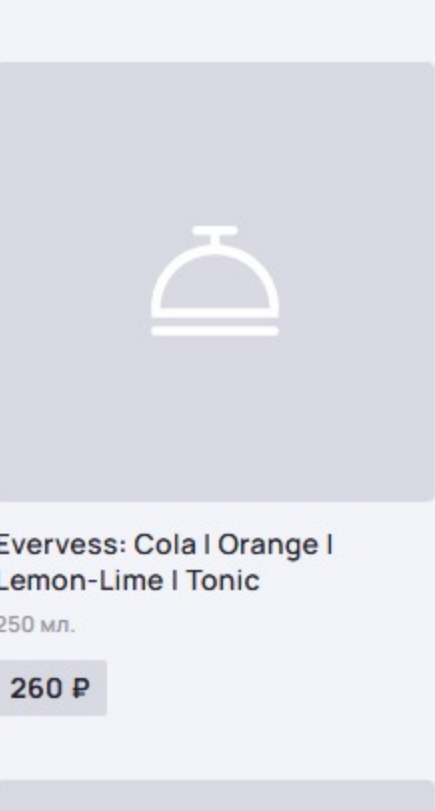 Evervess: Cola | Orange |
Lemon-Lime | Tonic
250 мл.
260 ₽